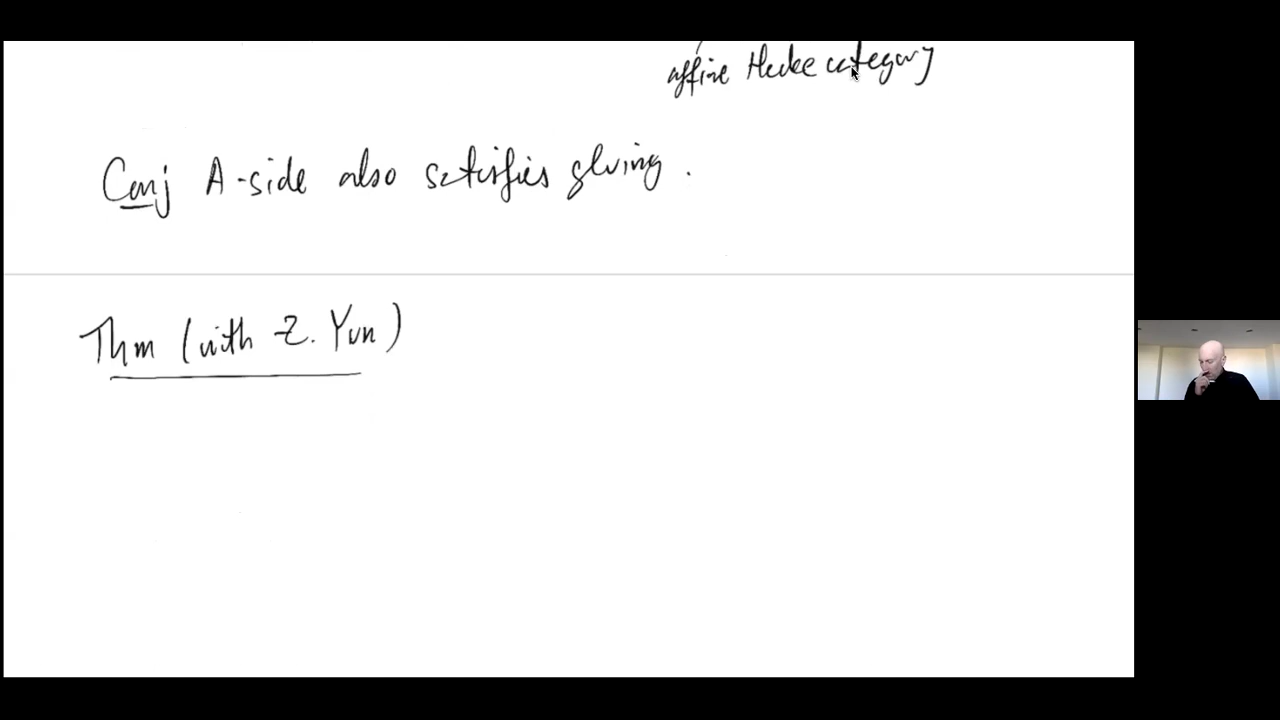 affine Hecke category
Conj A-side also satisfies gluing.
Thm (with Z. Yun)